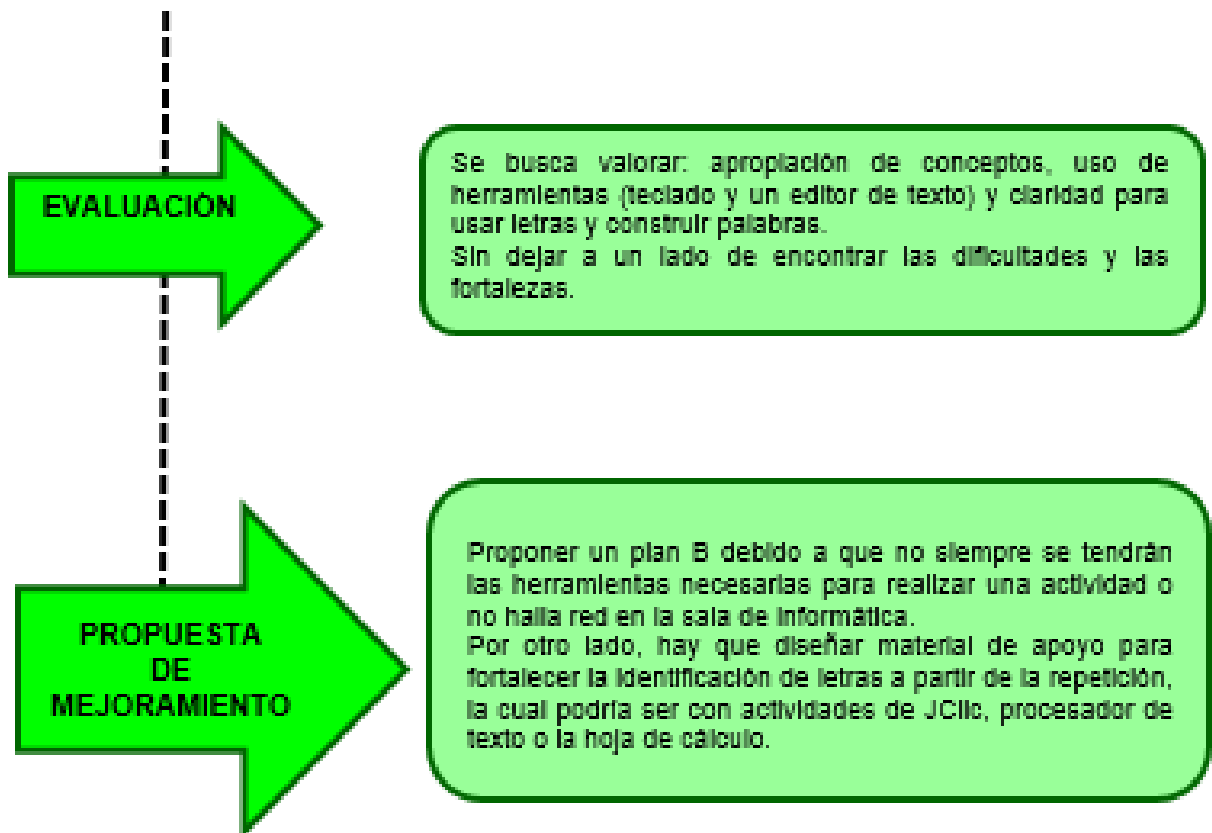 EVALUACIÓN
Se busca valorar: apropiación de conceptos, uso de
herramientas (teclado y un editor de texto) y claridad para
usar letras y construir palabras.
Sin dejar a un lado de encontrar las dificultades y las
fortalezas.
PROPUESTA
DE
MEJORAMIENTO
Proponer un plan B debido a que no siempre se tendrán
las herramientas necesarias para realizar una actividad o
no halla red en la sala de informática.
Por otro lado, hay que diseñar material de apoyo para
fortalecer la identificación de letras a partir de la repetición,
la cual podría ser con actividades de JClic, procesador de
texto o la hoja de cálculo.